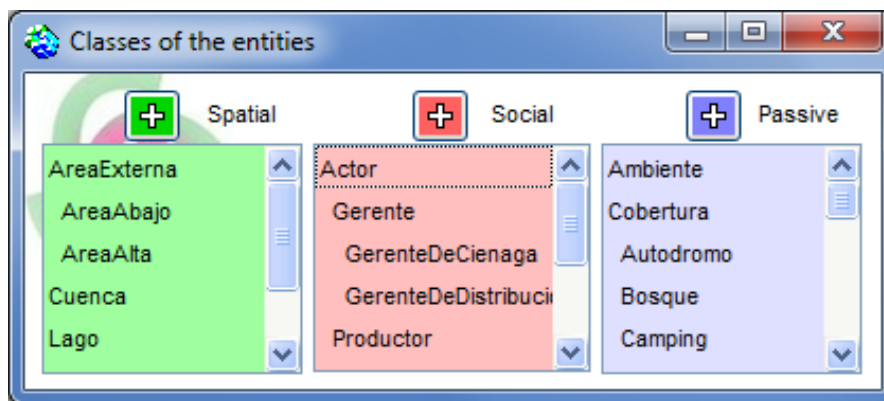 Classes of the entities
Spatial
Social
Passive
AreaExterna
AreaAbajo
AreaAlta
Cuenca
Lago
Actor
Gerente
GerenteDeCienaga
GerenteDeDistribuci
Productor
Ambiente
Cobertura
Autodromo
Bosque
Camping